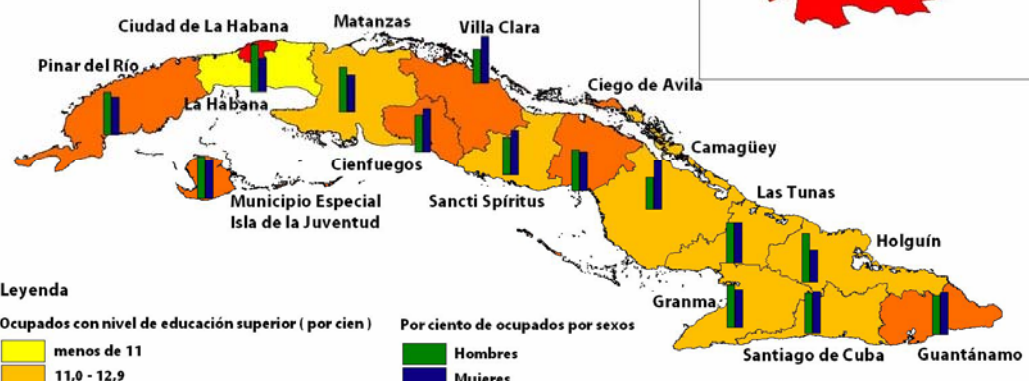 Ciudad de La Habana
Matanzas
Villa Clara
Pinar del Río
La Habana
Ciego de Avila
Camagüey
Cienfuegos
Municipio Especial
Isla de la Juventud
Sancti Spíritus
Las Tunas
Holguín
Granma
Santiago de Cuba
Guantánamo
Leyenda
Ocupados con nivel de educación superior ( por cien )
menos de 11
11,0 - 12,9
Por ciento de ocupados por sexos
Hombres
Mujeres